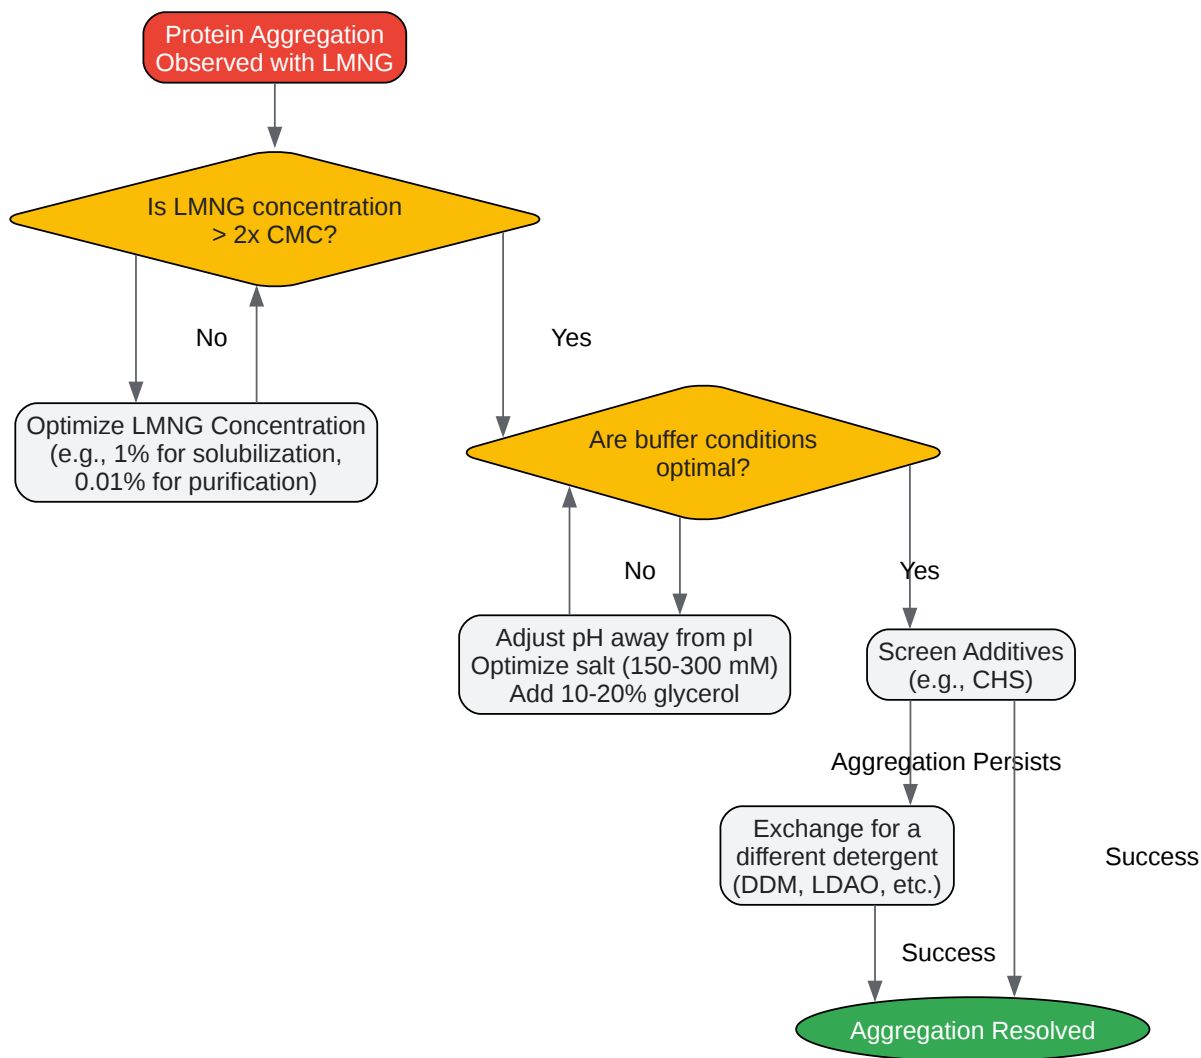 Protein Aggregation
Observed with LMNG
Is LMNG concentration
> 2x CMC?
No
Yes
Optimize LMNG Concentration
(e.g., 1% for solubilization,
0.01% for purification)
Are buffer conditions
optimal?
No
Yes
Adjust pH away from pI
Optimize salt (150-300 mM)
Add 10-20% glycerol
Screen Additives
(e.g., CHS)
Aggregation Persists
Exchange for a
different detergent
(DDM, LDAO, etc.)
Success
Success
Aggregation Resolved